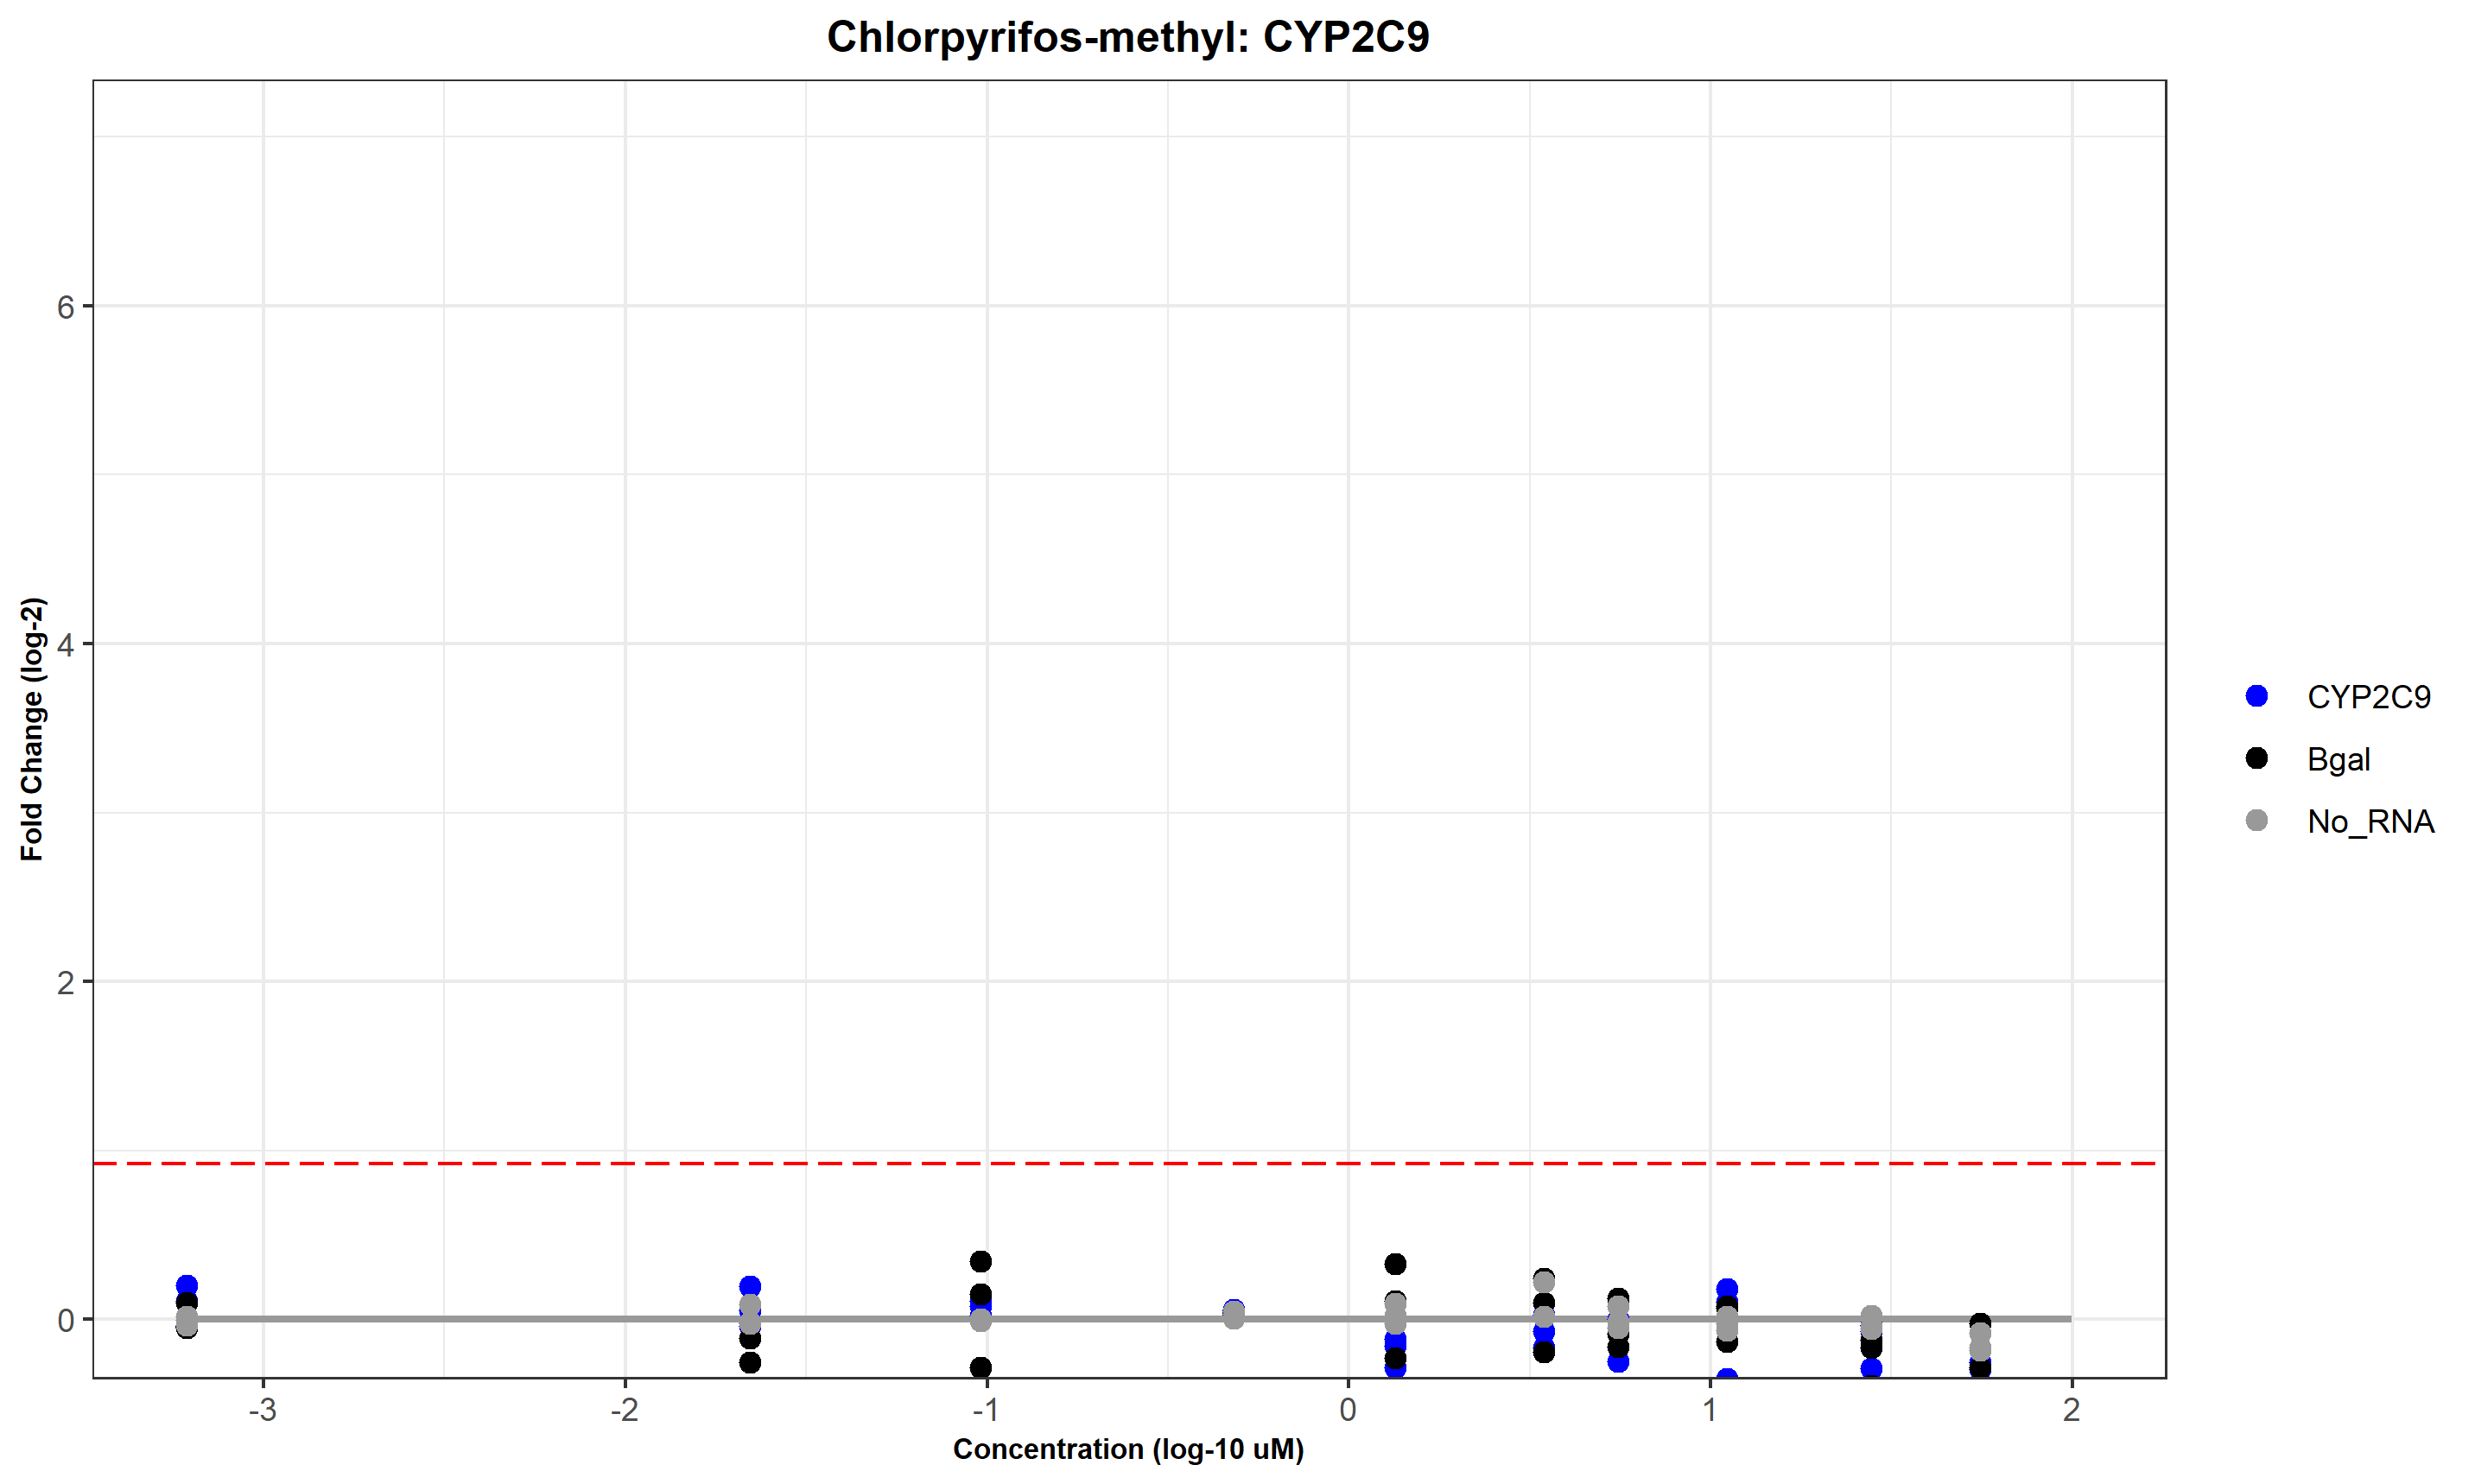 Chlorpyrifos-methyl: CYP2C9
Fold Change (log-2)
6
4
2
0
-3
-2
-1
0
1
2
Concentration (log-10 uM)
CYP2C9
Bgal
No_RNA